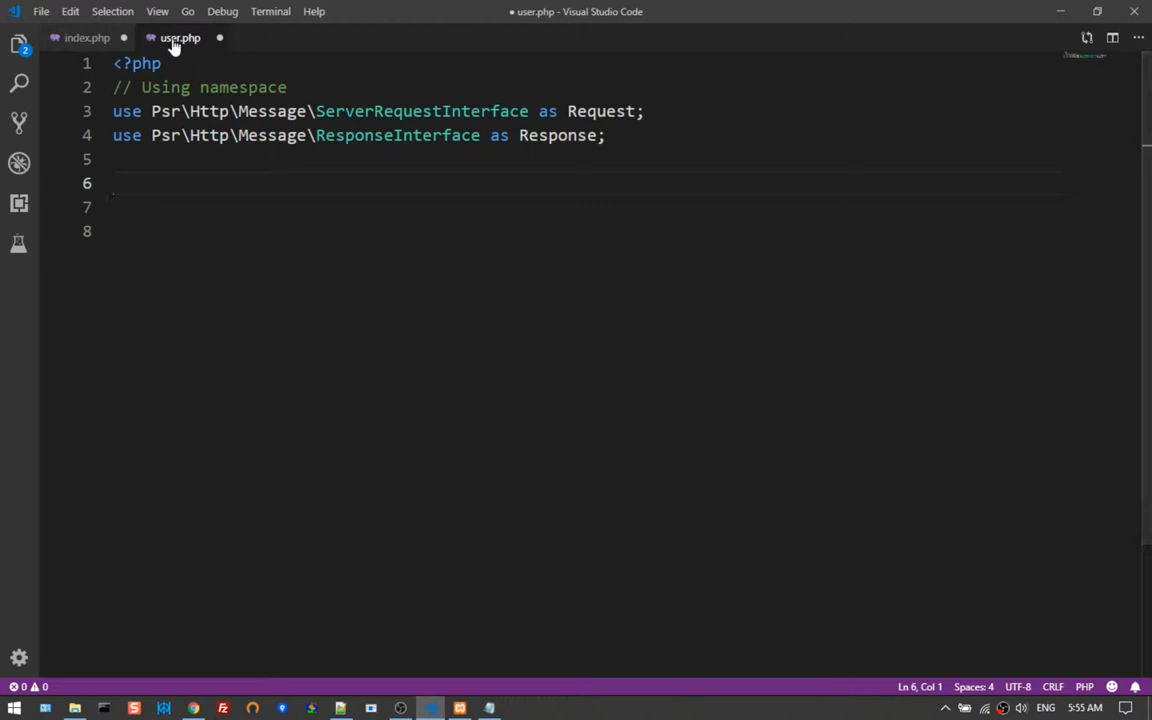 File Edit Selection View Go Debug Terminal Help ● user.php - Visual Studio Code
index.php ● user.php ●
1 <?php
2 // Using namespace
3 use Psr\Http\Message\ServerRequestInterface as Request;
4 use Psr\Http\Message\ResponseInterface as Response;
5
6
7
8
2
0 0 Ln 6, Col 1 Spaces: 4 UTF-8 CRLF PHP
ENG 5:55 AM